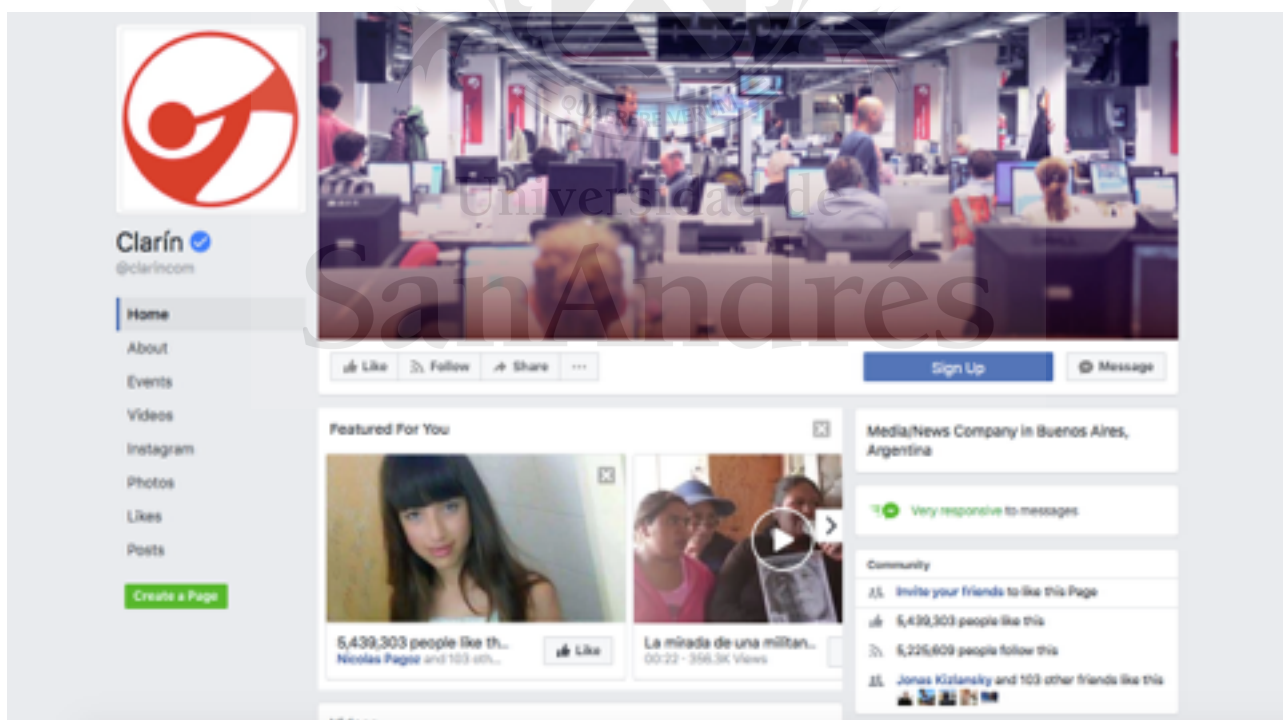 Universidad de
SanAndrés
Clarín
@clarincom
Home
About
Events
Videos
Instagram
Photos
Likes
Posts
Create a Page
Like
Follow
Share
Sign Up
Message
Featured For You
5,439,303 people like th...
Nicolas Pagoz and 103 oth...
Like
La mirada de una militan...
00:22 · 356.3K Views
Media/News Company in Buenos Aires,
Argentina
Very responsive to messages
Community
Invite your friends to like this Page
5,439,303 people like this
5,225,609 people follow this
Jonas Kizlansky and 103 other friends like this
Videos